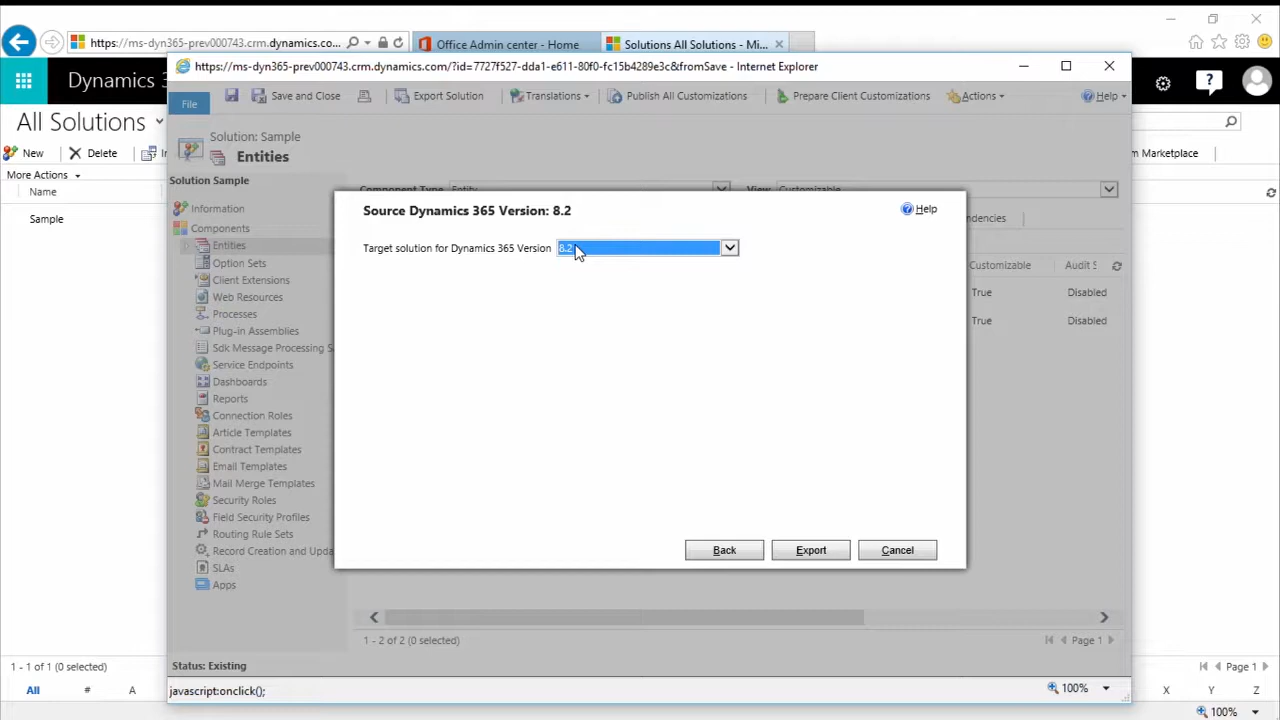 https://ms-dyn365-prev000743.crm.dynamics.co...
Office Admin center - Home
Solutions All Solutions - Mi...
https://ms-dyn365-prev000743.crm.dynamics.com/?id=7727f527-dda1-e611-80f0-fc15b4289e3c&fromSave - Internet Explorer
Dynamics 3
File
Save and Close
Export Solution
Translations
Publish All Customizations
Prepare Client Customizations
Actions
Help
All Solutions
Solution: Sample
Entities
New
Delete
m Marketplace
More Actions
Solution Sample
Component Type
Entity
View
Customizable
Name
Sample
Information
Components
Entities
Option Sets
Client Extensions
Web Resources
Processes
Plug-in Assemblies
Sdk Message Processing S
Service Endpoints
Dashboards
Reports
Connection Roles
Article Templates
Contract Templates
Email Templates
Mail Merge Templates
Security Roles
Field Security Profiles
Routing Rule Sets
Record Creation and Upda
SLAs
Apps
Source Dynamics 365 Version: 8.2
Help
Target solution for Dynamics 365 Version
8.2
Back
Export
Cancel
ndencies
Customizable
Audit S
True
Disabled
True
Disabled
1 - 2 of 2 (0 selected)
Page 1
Status: Existing
javascript:onclick();
100%
1 - 1 of 1 (0 selected)
Page 1
All
#
A
X
Y
Z
100%